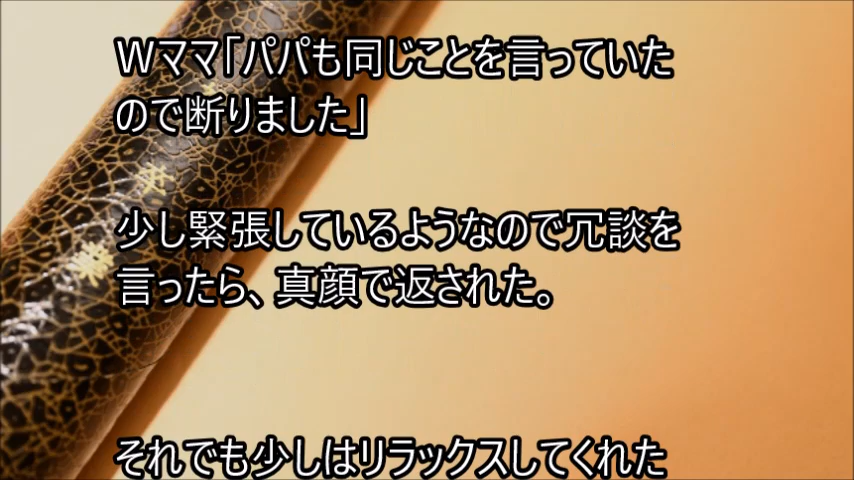 Wママ「パパも同じことを言っていた
ので断りました」
少し緊張しているようなので冗談を
言ったら、真顔で返された。
それでも少しはリラックスしてくれた